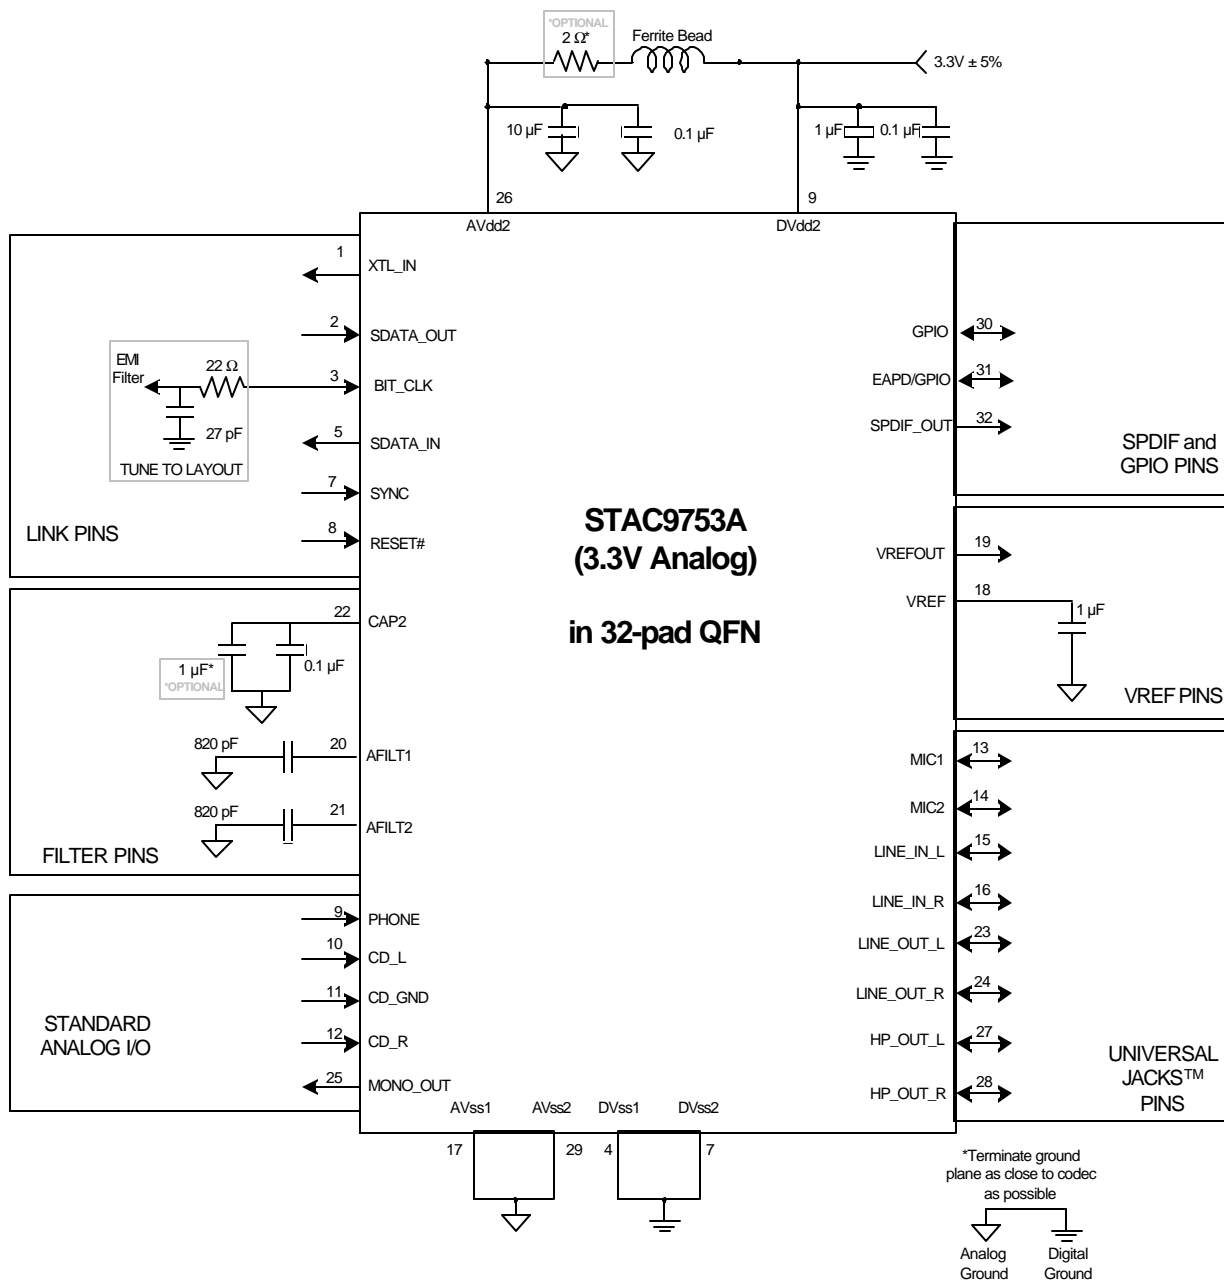 *OPTIONAL
2 Ω*
Ferrite Bead
3.3V ± 5%
10 µF
0.1 µF
1 µF
0.1 µF
26
9
AVdd2
DVdd2
1
XTL_IN
2
SDATA_OUT
EMI
Filter
22 Ω
3
BIT_CLK
27 pF
TUNE TO LAYOUT
5
SDATA_IN
7
SYNC
8
RESET#
LINK PINS
GPIO
30
EAPD/GPIO
31
SPDIF_OUT
32
SPDIF and
GPIO PINS
STAC9753A
(3.3V Analog)
in 32-pad QFN
VREFOUT
19
VREF
18
1 µF
VREF PINS
22
CAP2
1 µF*
*OPTIONAL
0.1 µF
820 pF
20
AFILT1
820 pF
21
AFILT2
FILTER PINS
MIC1
13
MIC2
14
LINE_IN_L
15
LINE_IN_R
16
LINE_OUT_L
23
LINE_OUT_R
24
HP_OUT_L
27
HP_OUT_R
28
UNIVERSAL
JACKS™
PINS
9
PHONE
10
CD_L
11
CD_GND
12
CD_R
25
MONO_OUT
STANDARD
ANALOG I/O
AVss1
AVss2
DVss1
DVss2
17
29
4
7
*Terminate ground
plane as close to codec
as possible
Analog
Ground
Digital
Ground